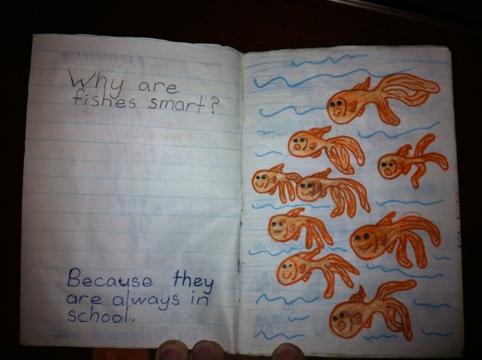 Why are
fishes smart?
Because they
are always in
school.